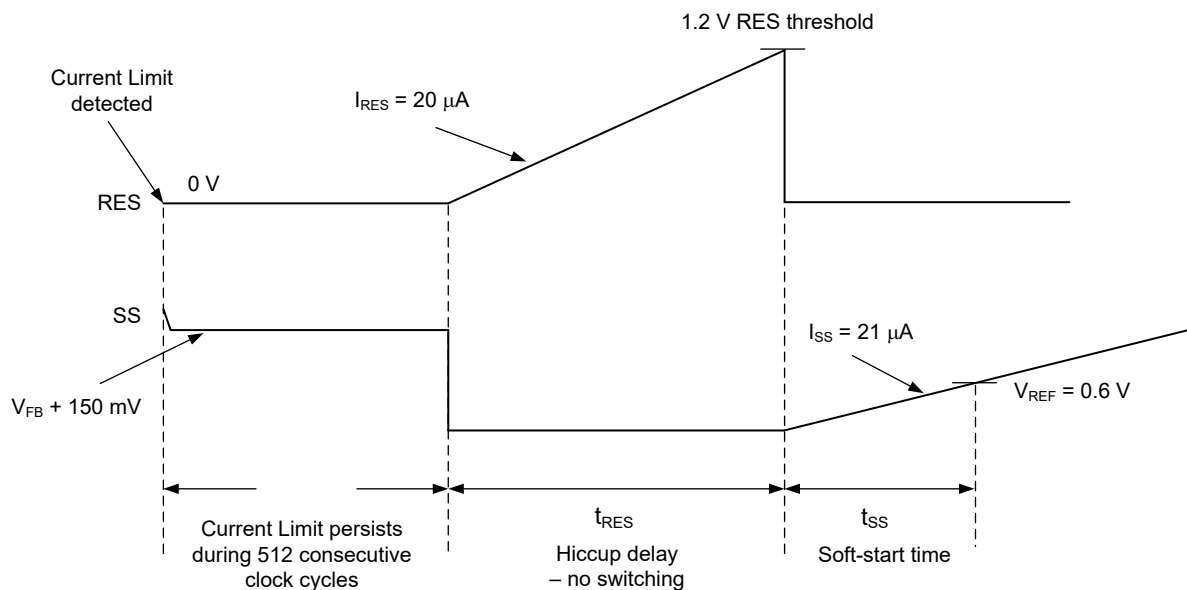 1.2 V RES threshold
Current Limit
detected
I_RES = 20 μA
0 V
RES
SS
I_SS = 21 μA
V_REF = 0.6 V
V_FB + 150 mV
t_RES
t_SS
Current Limit persists
during 512 consecutive
clock cycles
Hiccup delay
– no switching
Soft-start time